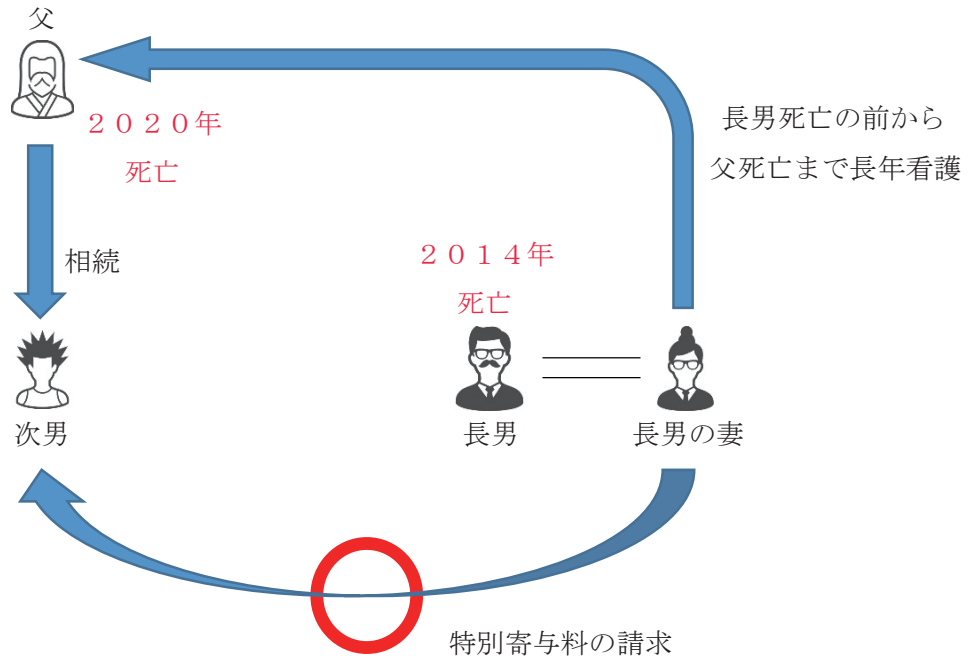 父
２０２０年
死亡
長男死亡の前から
父死亡まで長年看護
相続
２０１４年
死亡
次男
長男
長男の妻
特別寄与料の請求